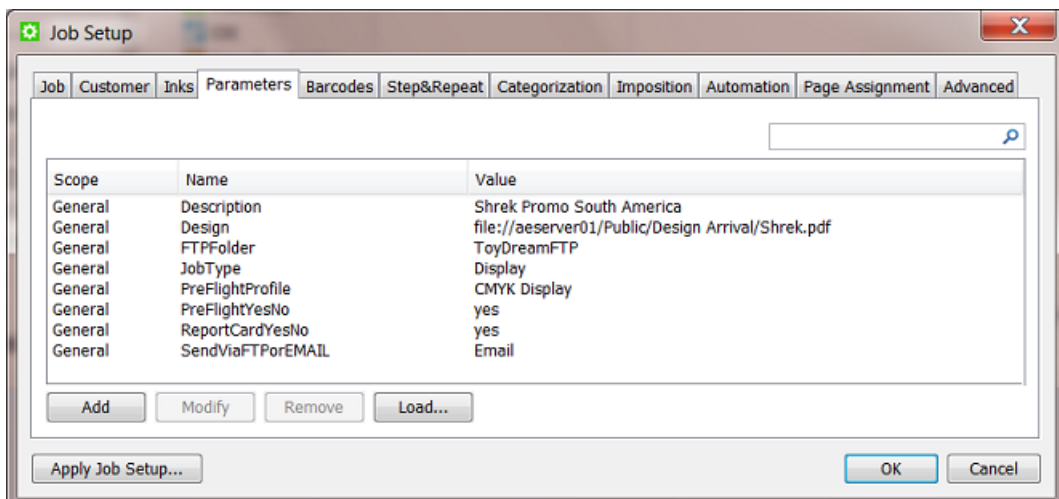 Job Setup
Job Customer Inks Parameters Barcodes Step&Repeat Categorization Imposition Automation Page Assignment Advanced
Scope Name Value
General Description Shrek Promo South America
General Design file://aeserver01/Public/Design Arrival/Shrek.pdf
General FTPFolder ToyDreamFTP
General JobType Display
General PreFlightProfile CMYK Display
General PreFlightYesNo yes
General ReportCardYesNo yes
General SendViaFTPorEMAIL Email
Add Modify Remove Load...
Apply Job Setup... OK Cancel